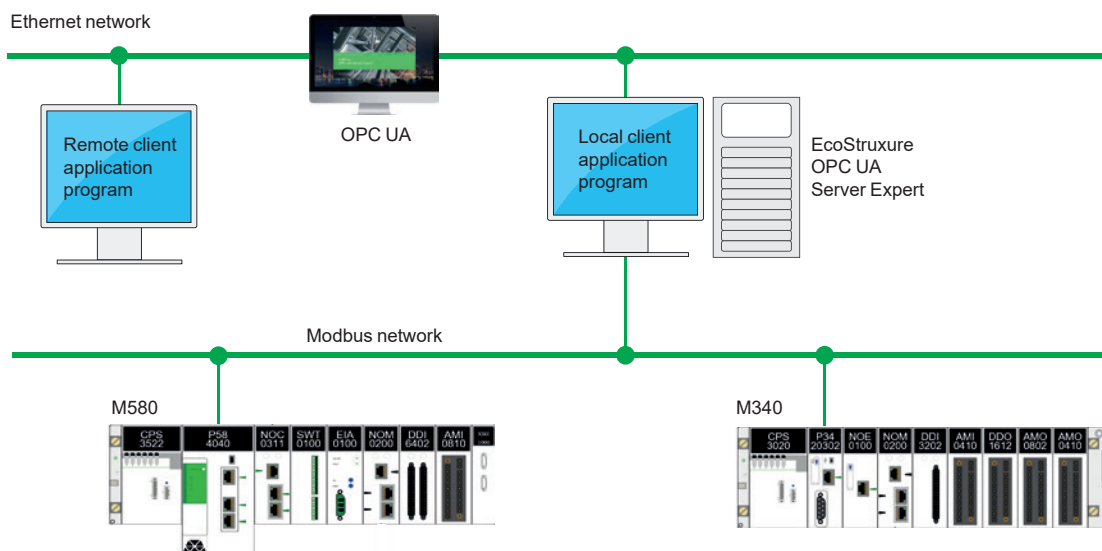 Ethernet network
OPC UA
Remote client
application
program
Local client
application
program
EcoStruxure
OPC UA
Server Expert
Modbus network
M580
CPS
3522
P58
4040
NOC
0311
SWT
0100
EIA
0100
NOM
0200
DDI
6402
AMI
0810
M340
CPS
3020
P34
20302
NOE
0100
NOM
0200
DDI
3202
AMI
0410
DDO
1612
AMO
0802
AMO
0410